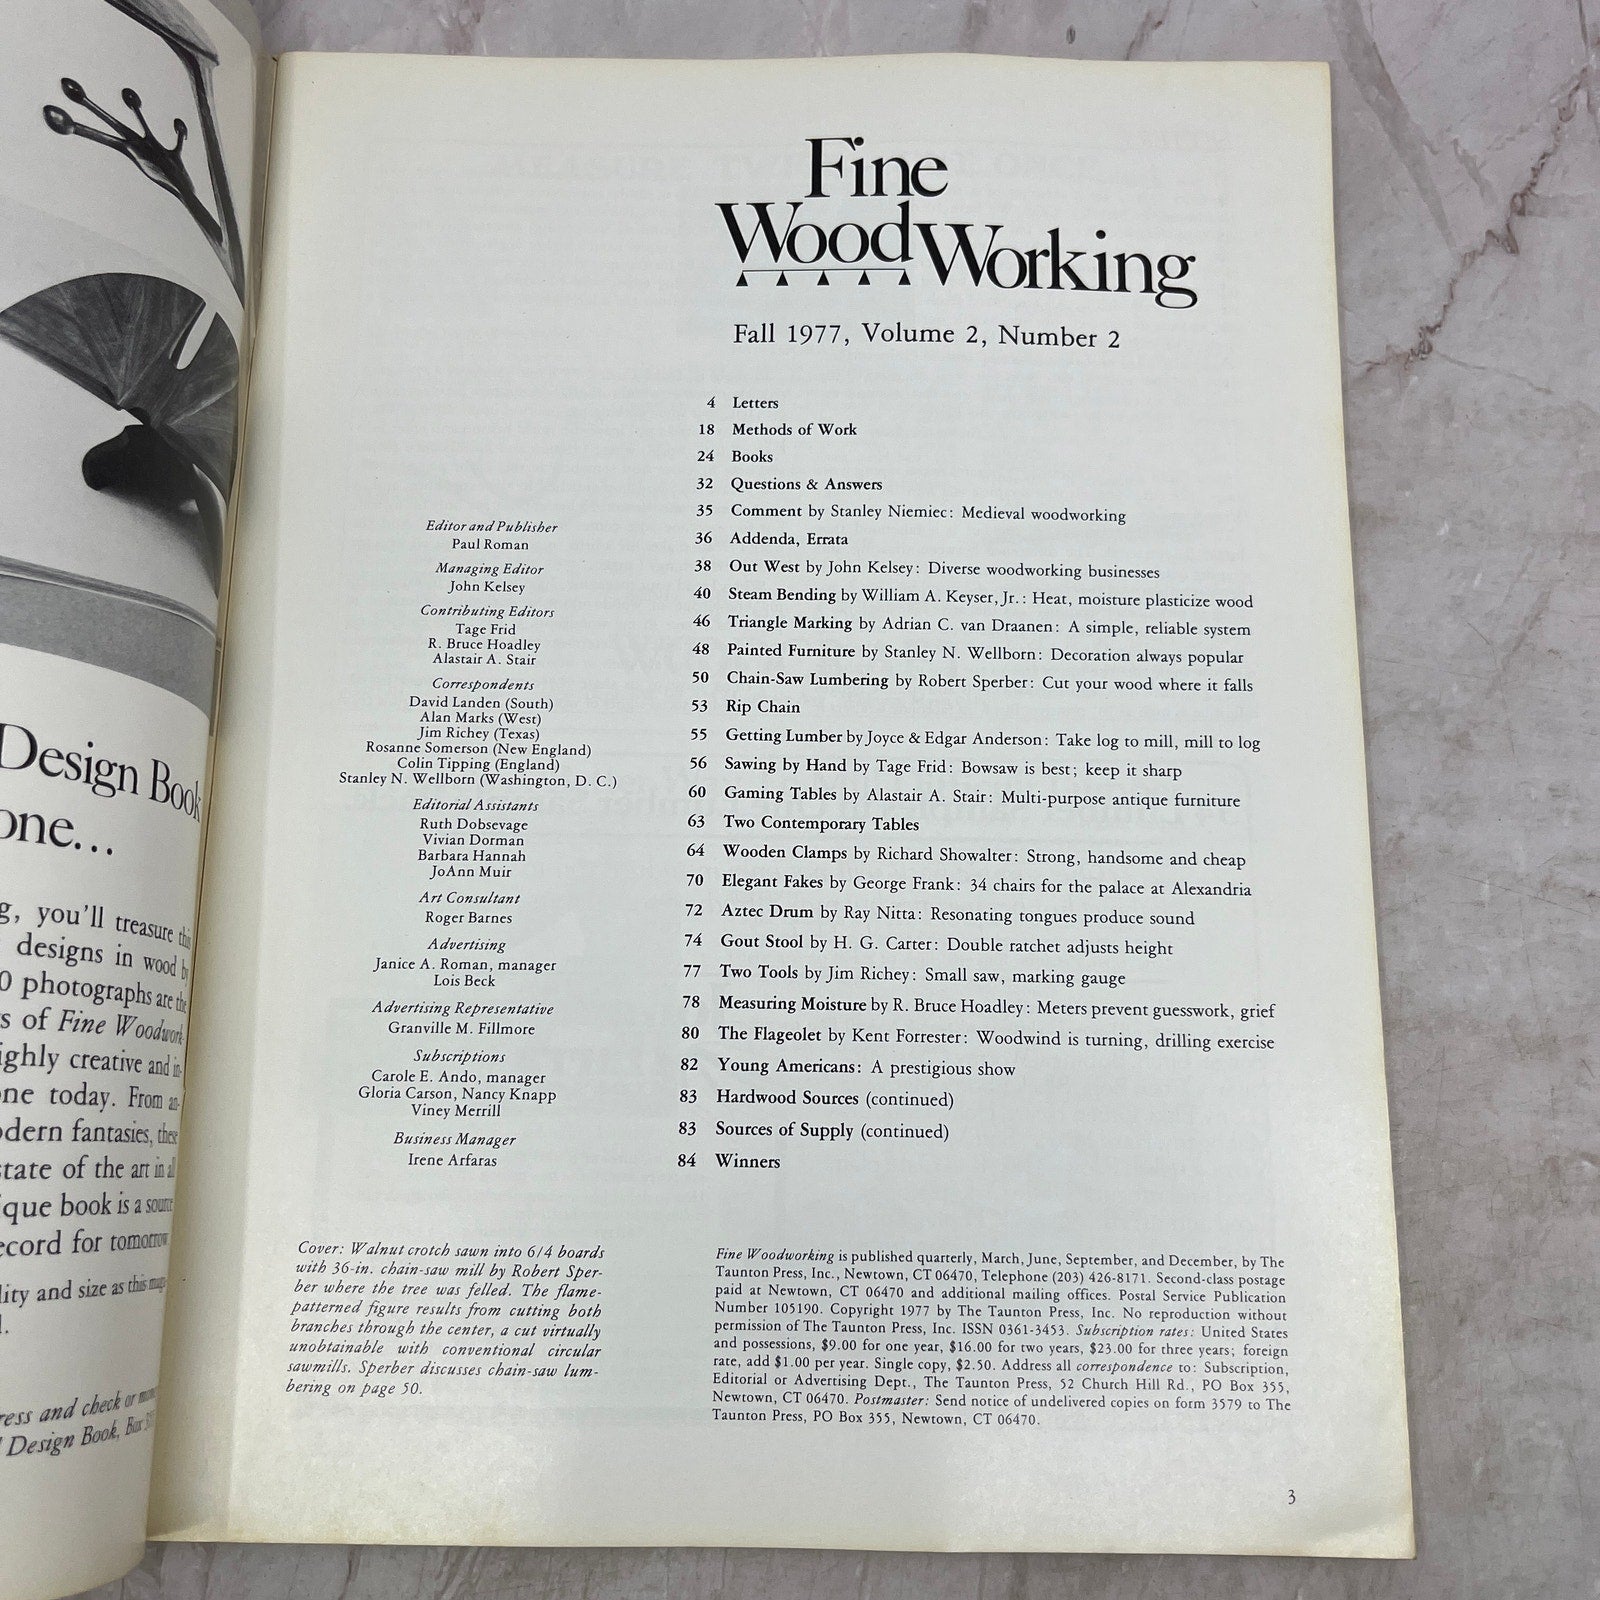 Design Book
one...
g, you'll treasure this
designs in wood by
0 photographs are the
s of Fine Woodwork-
ighly creative and in-
one today. From an-
odern fantasies, these
state of the art in all
ique book is a source
ecord for tomorrow.
lity and size as this mag-
ress and check or mon
Design Book, Box
Fine
WoodWorking
Fall 1977, Volume 2, Number 2
4 Letters
18 Methods of Work
24 Books
32 Questions & Answers
35 Comment by Stanley Niemiec: Medieval woodworking
36 Addenda, Errata
38 Out West by John Kelsey: Diverse woodworking businesses
40 Steam Bending by William A. Keyser, Jr.: Heat, moisture plasticize wood
46 Triangle Marking by Adrian C. van Draanen: A simple, reliable system
48 Painted Furniture by Stanley N. Wellborn: Decoration always popular
50 Chain-Saw Lumbering by Robert Sperber: Cut your wood where it falls
53 Rip Chain
55 Getting Lumber by Joyce & Edgar Anderson: Take log to mill, mill to log
56 Sawing by Hand by Tage Frid: Bowsaw is best; keep it sharp
60 Gaming Tables by Alastair A. Stair: Multi-purpose antique furniture
63 Two Contemporary Tables
64 Wooden Clamps by Richard Showalter: Strong, handsome and cheap
70 Elegant Fakes by George Frank: 34 chairs for the palace at Alexandria
72 Aztec Drum by Ray Nitta: Resonating tongues produce sound
74 Gout Stool by H. G. Carter: Double ratchet adjusts height
77 Two Tools by Jim Richey: Small saw, marking gauge
78 Measuring Moisture by R. Bruce Hoadley: Meters prevent guesswork, grief
80 The Flageolet by Kent Forrester: Woodwind is turning, drilling exercise
82 Young Americans: A prestigious show
83 Hardwood Sources (continued)
83 Sources of Supply (continued)
84 Winners
Editor and Publisher
Paul Roman
Managing Editor
John Kelsey
Contributing Editors
Tage Frid
R. Bruce Hoadley
Alastair A. Stair
Correspondents
David Landen (South)
Alan Marks (West)
Jim Richey (Texas)
Rosanne Somerson (New England)
Colin Tipping (England)
Stanley N. Wellborn (Washington, D. C.)
Editorial Assistants
Ruth Dobsevage
Vivian Dorman
Barbara Hannah
JoAnn Muir
Art Consultant
Roger Barnes
Advertising
Janice A. Roman, manager
Lois Beck
Advertising Representative
Granville M. Fillmore
Subscriptions
Carole E. Ando, manager
Gloria Carson, Nancy Knapp
Viney Merrill
Business Manager
Irene Arfaras
Cover: Walnut crotch sawn into 6/4 boards
with 36-in. chain-saw mill by Robert Sper-
ber where the tree was felled. The flame-
patterned figure results from cutting both
branches through the center, a cut virtually
unobtainable with conventional circular
sawmills. Sperber discusses chain-saw lum-
bering on page 50.
Fine Woodworking is published quarterly, March, June, September, and December, by The
Taunton Press, Inc., Newtown, CT 06470, Telephone (203) 426-8171. Second-class postage
paid at Newtown, CT 06470 and additional mailing offices. Postal Service Publication
Number 105190. Copyright 1977 by The Taunton Press, Inc. No reproduction without
permission of The Taunton Press, Inc. ISSN 0361-3453. Subscription rates: United States
and possessions, $9.00 for one year, $16.00 for two years, $23.00 for three years; foreign
rate, add $1.00 per year. Single copy, $2.50. Address all correspondence to: Subscription,
Editorial or Advertising Dept., The Taunton Press, 52 Church Hill Rd., PO Box 355,
Newtown, CT 06470. Postmaster: Send notice of undelivered copies on form 3579 to The
Taunton Press, PO Box 355, Newtown, CT 06470.
3